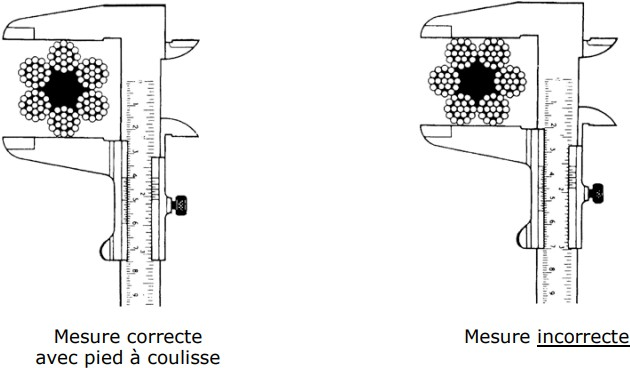 Mesure correcte
avec pied à coulisse
Mesure incorrecte